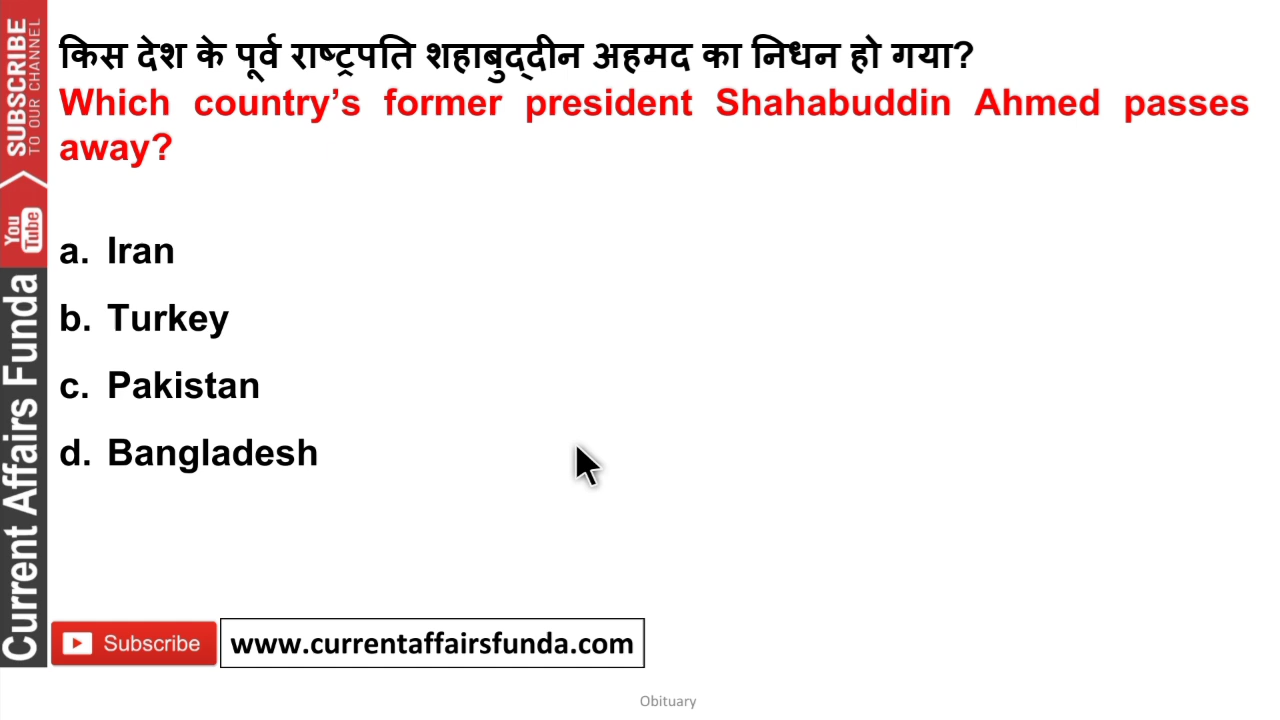 किस देश के पूर्व राष्ट्रपति शहाबुद्दीन अहमद का निधन हो गया?
Which country’s former president Shahabuddin Ahmed passes
away?
a. Iran
b. Turkey
c. Pakistan
d. Bangladesh
SUBSCRIBE
TO OUR CHANNEL
You
Tube
Current Affairs Funda
Subscribe
www.currentaffairsfunda.com
Obituary